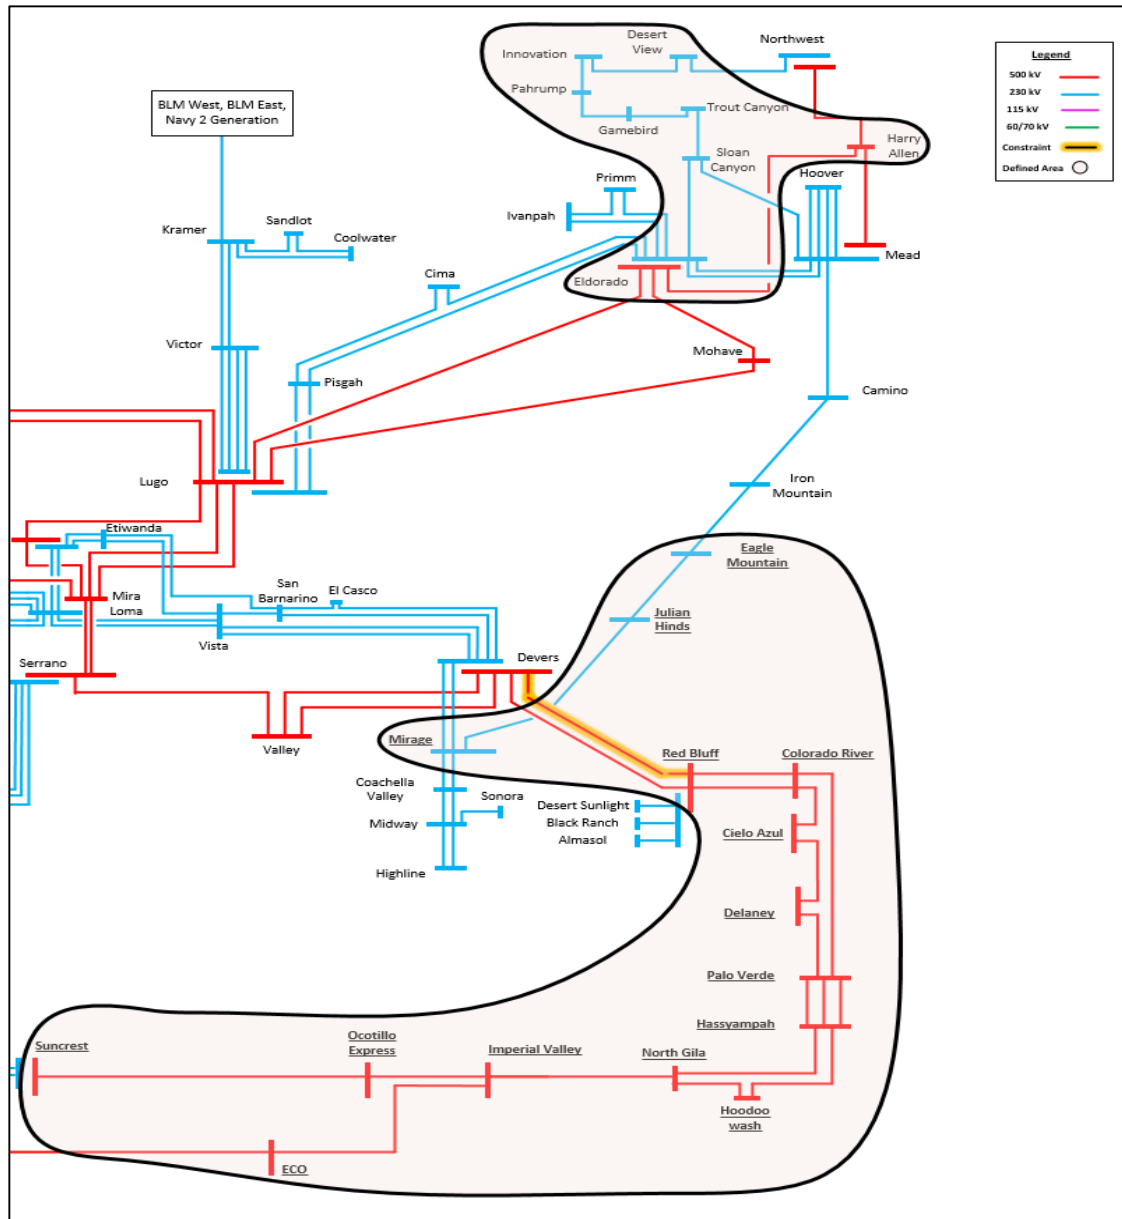 Desert
View
Northwest
Innovation
Legend
500 kV
230 kV
115 kV
60/70 kV
Constraint
Defined Area
Pahrump
BLM West, BLM East,
Navy 2 Generation
Trout Canyon
Gamebird
Harry
Allen
Sloan
Canyon
Hoover
Primm
Ivanpah
Sandlot
Kramer
Coolwater
Mead
Cima
Eldorado
Victor
Mohave
Pisgah
Camino
Lugo
Iron
Mountain
Etiwanda
Eagle
Mountain
San
Barnarino
El Casco
Mira
Loma
Julian
Hinds
Vista
Serrano
Devers
Mirage
Valley
Red Bluff
Colorado River
Coachella
Valley
Sonora
Desert Sunlight
Midway
Black Ranch
Cielo Azul
Almasol
Highline
Delaney
Palo Verde
Hassyampah
Suncrest
Ocotillo
Express
Imperial Valley
North Gila
Hoodoo
wash
ECO